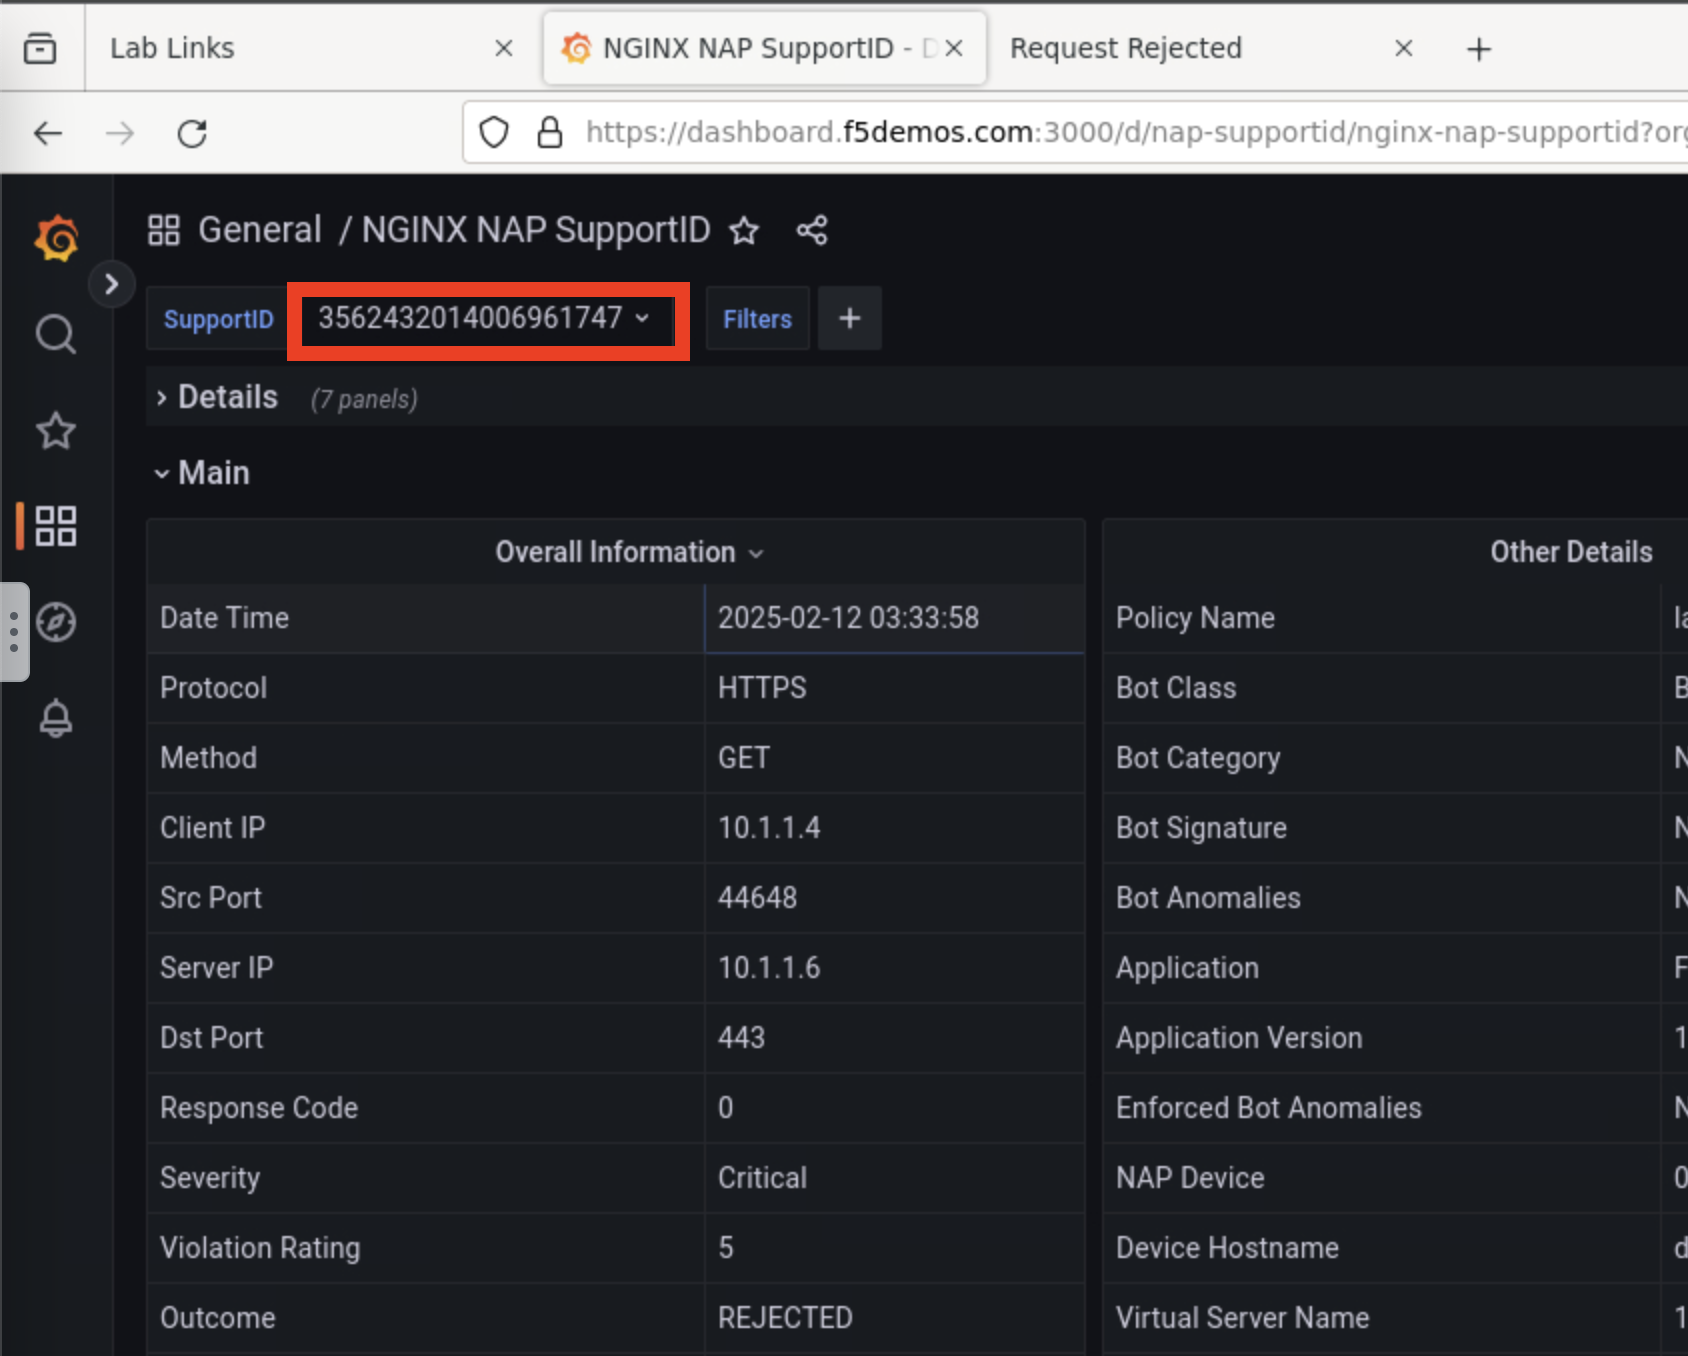 Lab Links
NGINX NAP SupportID - D
Request Rejected
https://dashboard.f5demos.com:3000/d/nap-supportid/nginx-nap-supportid?org
General / NGINX NAP SupportID
SupportID 3562432014006961747 Filters
Details (7 panels)
Main
Overall Information
Date Time 2025-02-12 03:33:58
Protocol HTTPS
Method GET
Client IP 10.1.1.4
Src Port 44648
Server IP 10.1.1.6
Dst Port 443
Response Code 0
Severity Critical
Violation Rating 5
Outcome REJECTED
Other Details
Policy Name
Bot Class
Bot Category
Bot Signature
Bot Anomalies
Application
Application Version
Enforced Bot Anomalies
NAP Device
Device Hostname
Virtual Server Name